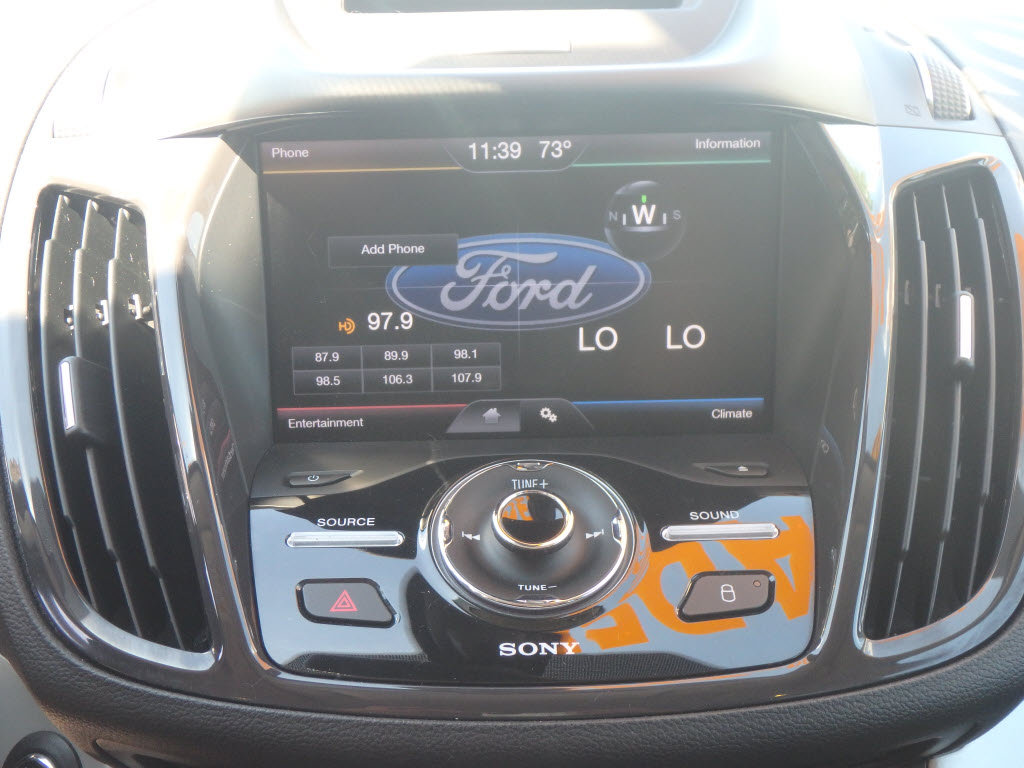 Phone 11:39 73° Information
N W S
Add Phone
Ford
HD 97.9
LO LO
87.9 89.9 98.1
98.5 106.3 107.9
Entertainment Climate
TUNE+
SOURCE SOUND
TUNE−
SONY